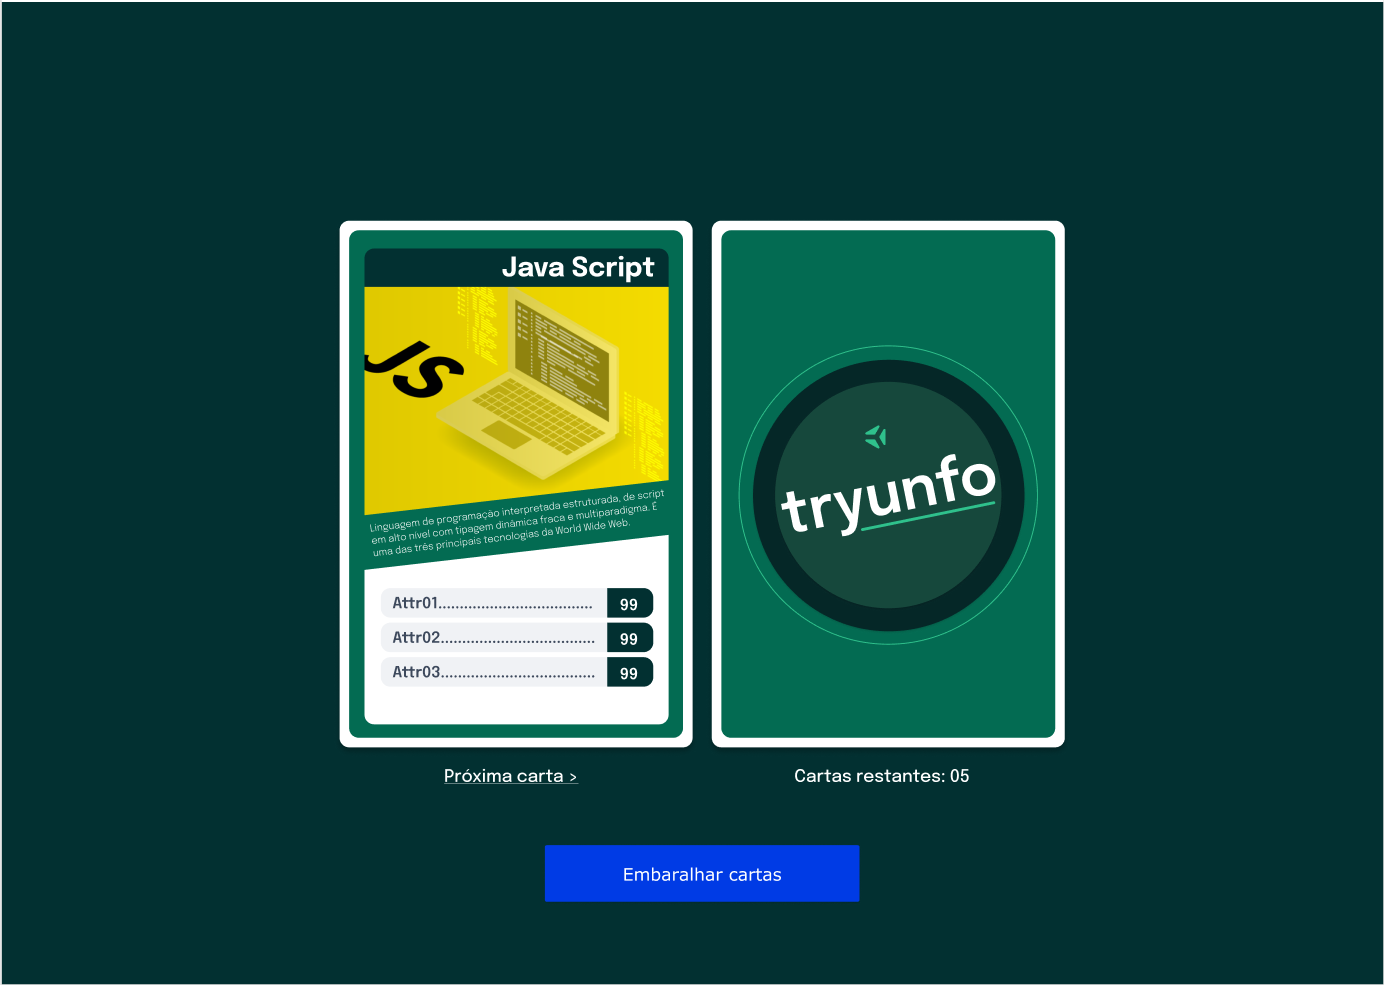 Java Script
JS
Linguagem de programação interpretada estruturada, de script
em alto nível com tipagem dinâmica fraca e multiparadigma. É
uma das três principais tecnologias da World Wide Web.
Attr01.................................... 99
Attr02.................................... 99
Attr03.................................... 99
tryunfo
Próxima carta >
Cartas restantes: 05
Embaralhar cartas